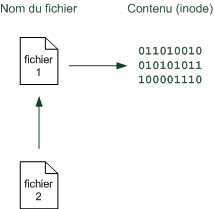 Nom du fichier
Contenu (inode)
fichier
1
011010010
010101011
100001110
fichier
2